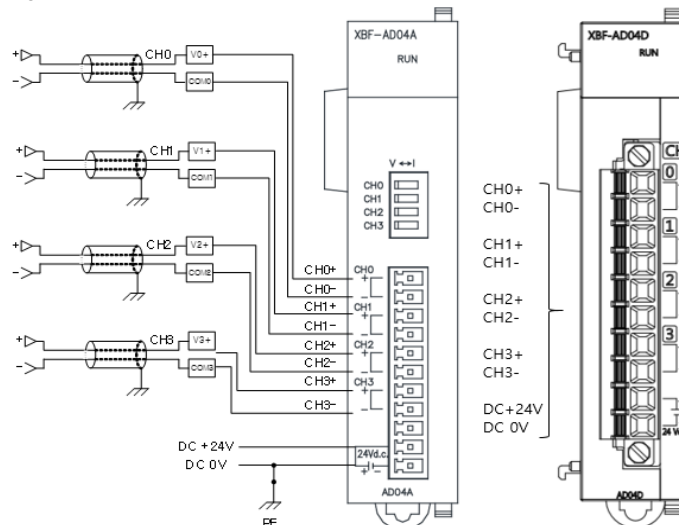 XBF-AD04A
RUN
CH0 V0+
COM0
CH1 V1+
COM1
CH2 V2+
COM2
CH3 V3+
COM3
V ↔ I
CH0
CH1
CH2
CH3
CH0+
CH0-
CH1+
CH1-
CH2+
CH2-
CH3+
CH3-
CH0
+
-
CH1
+
-
CH2
+
-
CH3
+
-
DC +24V
DC 0V
24Vd.c.
+ -
PE
AD04A
XBF-AD04D
RUN
CH
0
1
2
3
CH0+
CH0-
CH1+
CH1-
CH2+
CH2-
CH3+
CH3-
DC+24V
DC 0V
AD04D